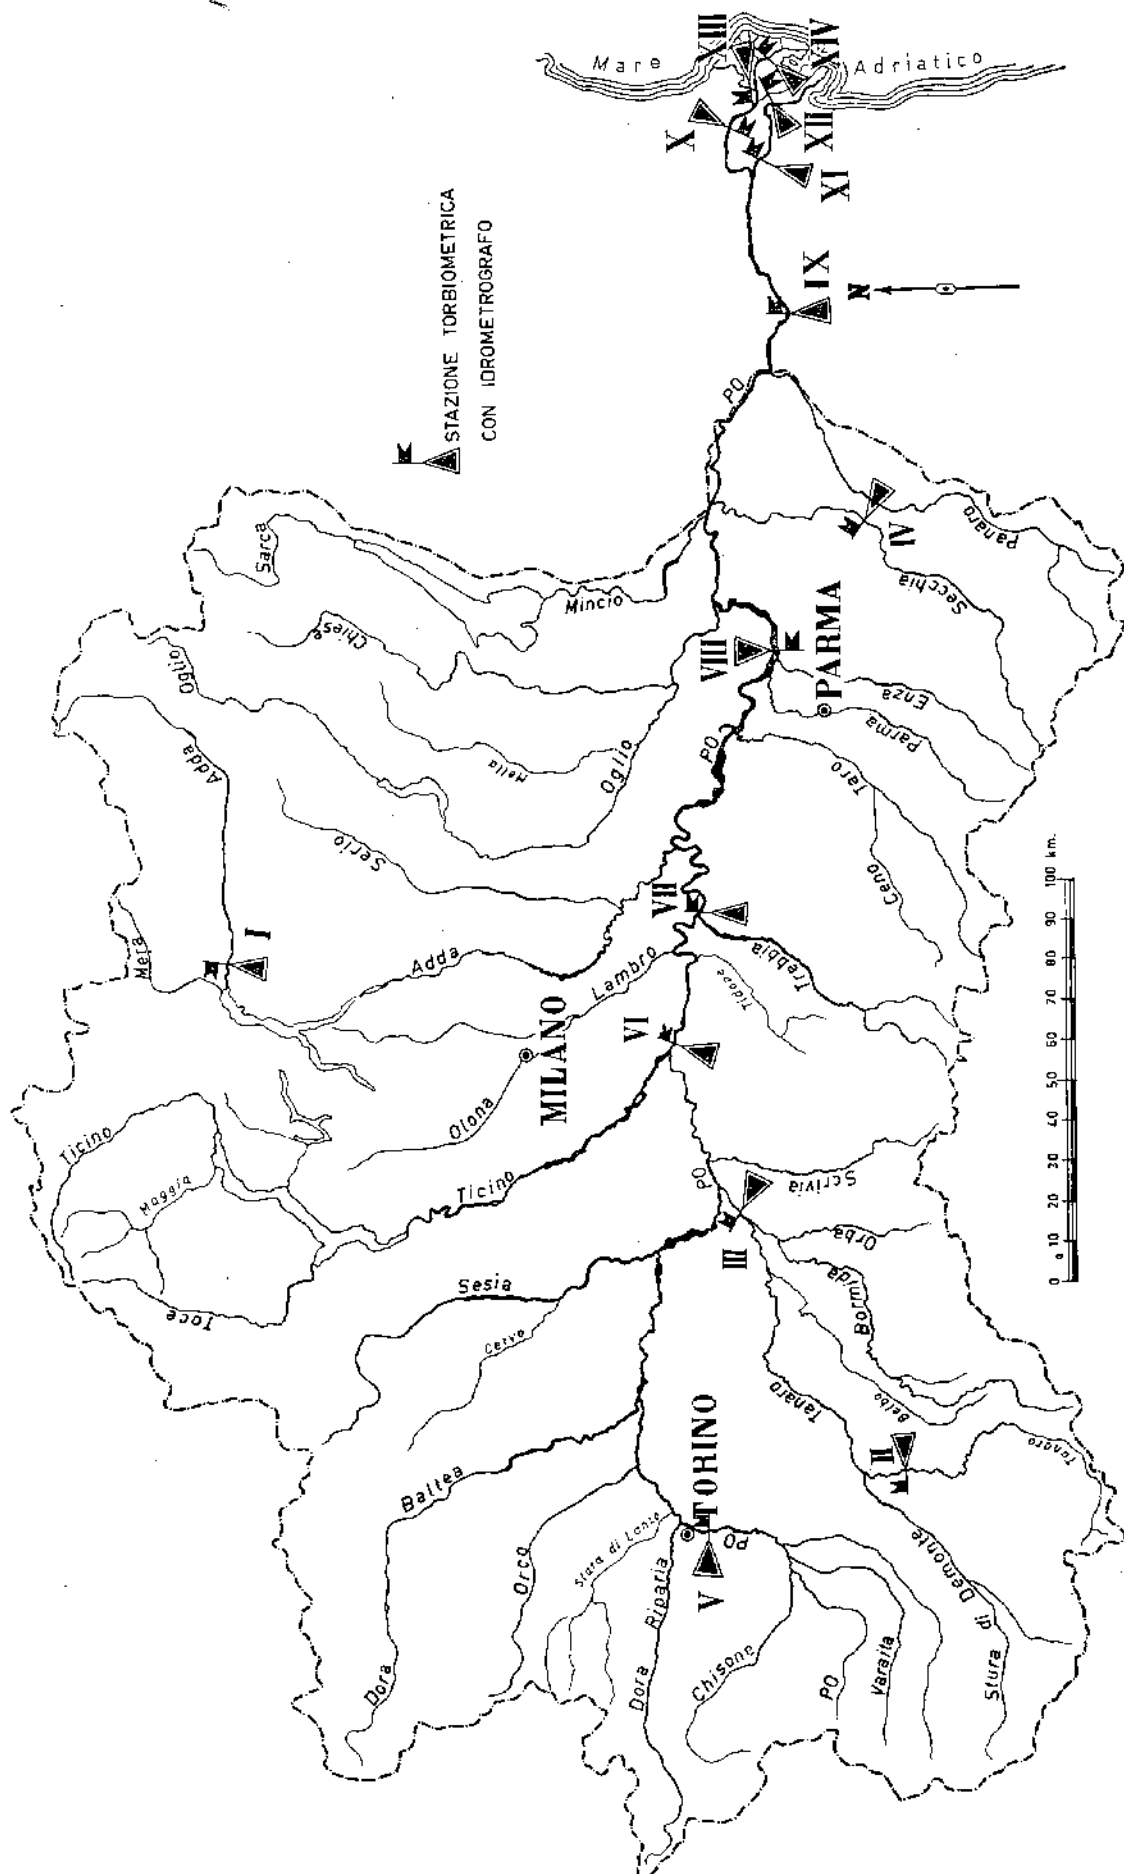 Mare
Adriatico
XIII
XIV
X
XII
XI
IX
N
STAZIONE TORBIOMETRICA
CON IDROMETROGRAFO
PO
Sarca
Chiese
Mincio
Oglio
Adda
Mella
Oglio
Serio
VIII
PARMA
IV
Panaro
Secchia
Enza
Parma
Taro
Ceno
PO
Mera
I
Adda
Lambro
VII
Trebbia
Tidone
MILANO
VI
Olona
Ticino
Maggia
Toce
Ticino
PO
Scrivia
III
Orba
Bormida
Belbo
Tanaro
Tanaro
II
Sesia
Cervo
Baltea
Dora
Orco
Stura di Lanzo
Riparia
Dora
TORINO
V
PO
Chisone
PO
Varaita
Stura di Demonte
0 10 20 30 40 50 60 70 80 90 100 km.